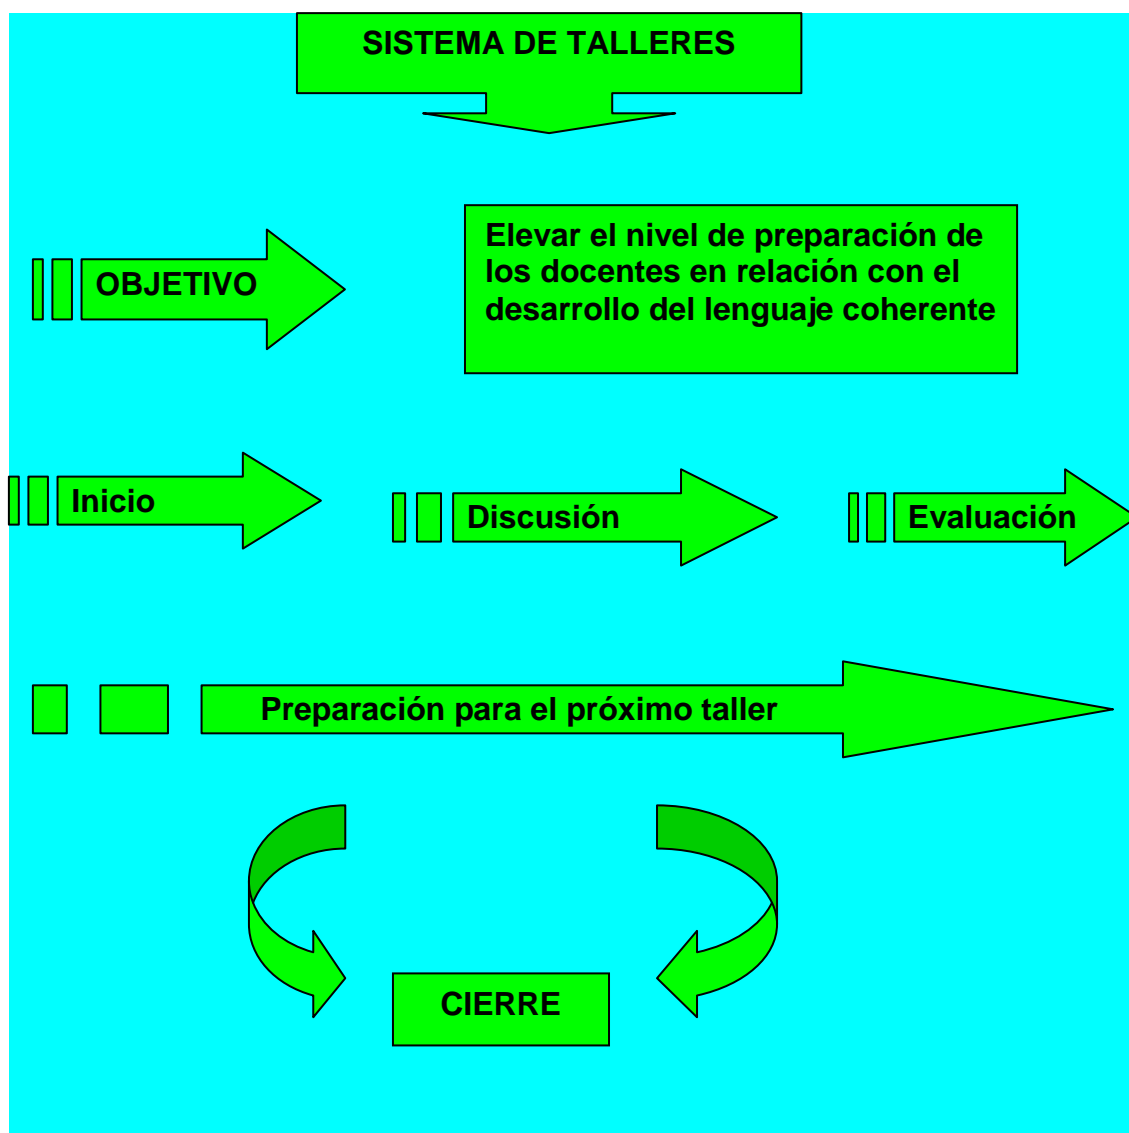 SISTEMA DE TALLERES
Elevar el nivel de preparación de
los docentes en relación con el
desarrollo del lenguaje coherente
OBJETIVO
Inicio
Discusión
Evaluación
Preparación para el próximo taller
CIERRE